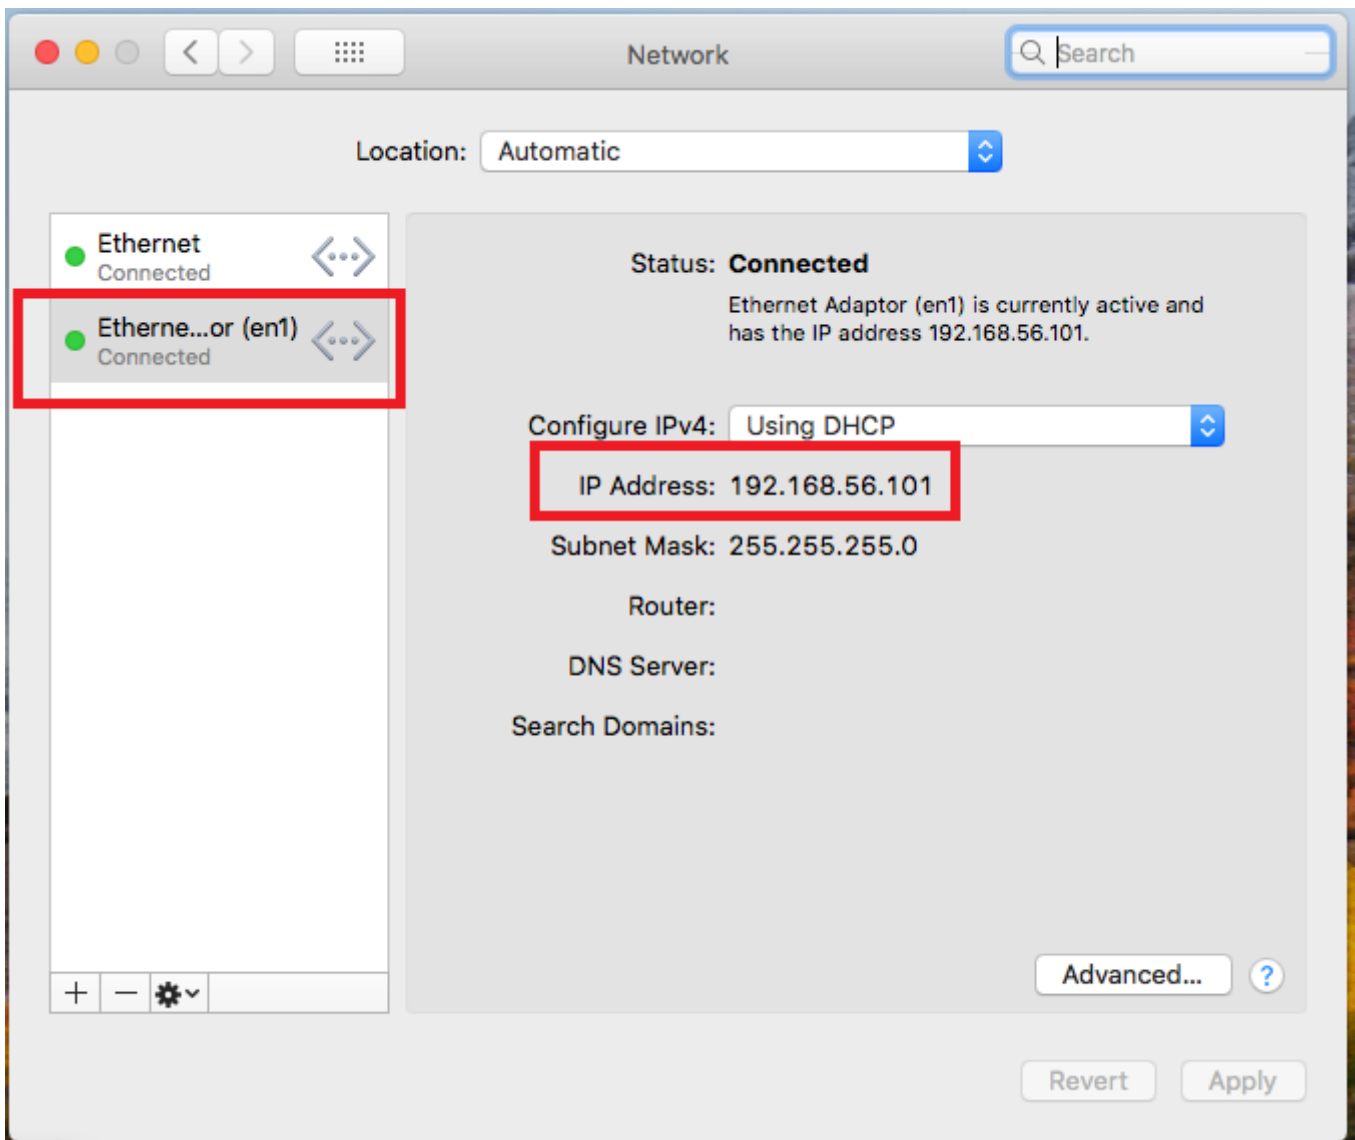 Network
Search
Location: Automatic
Ethernet
Connected
Etherne...or (en1)
Connected
Status: Connected
Ethernet Adaptor (en1) is currently active and
has the IP address 192.168.56.101.
Configure IPv4: Using DHCP
IP Address: 192.168.56.101
Subnet Mask: 255.255.255.0
Router:
DNS Server:
Search Domains:
Advanced...
?
Revert
Apply